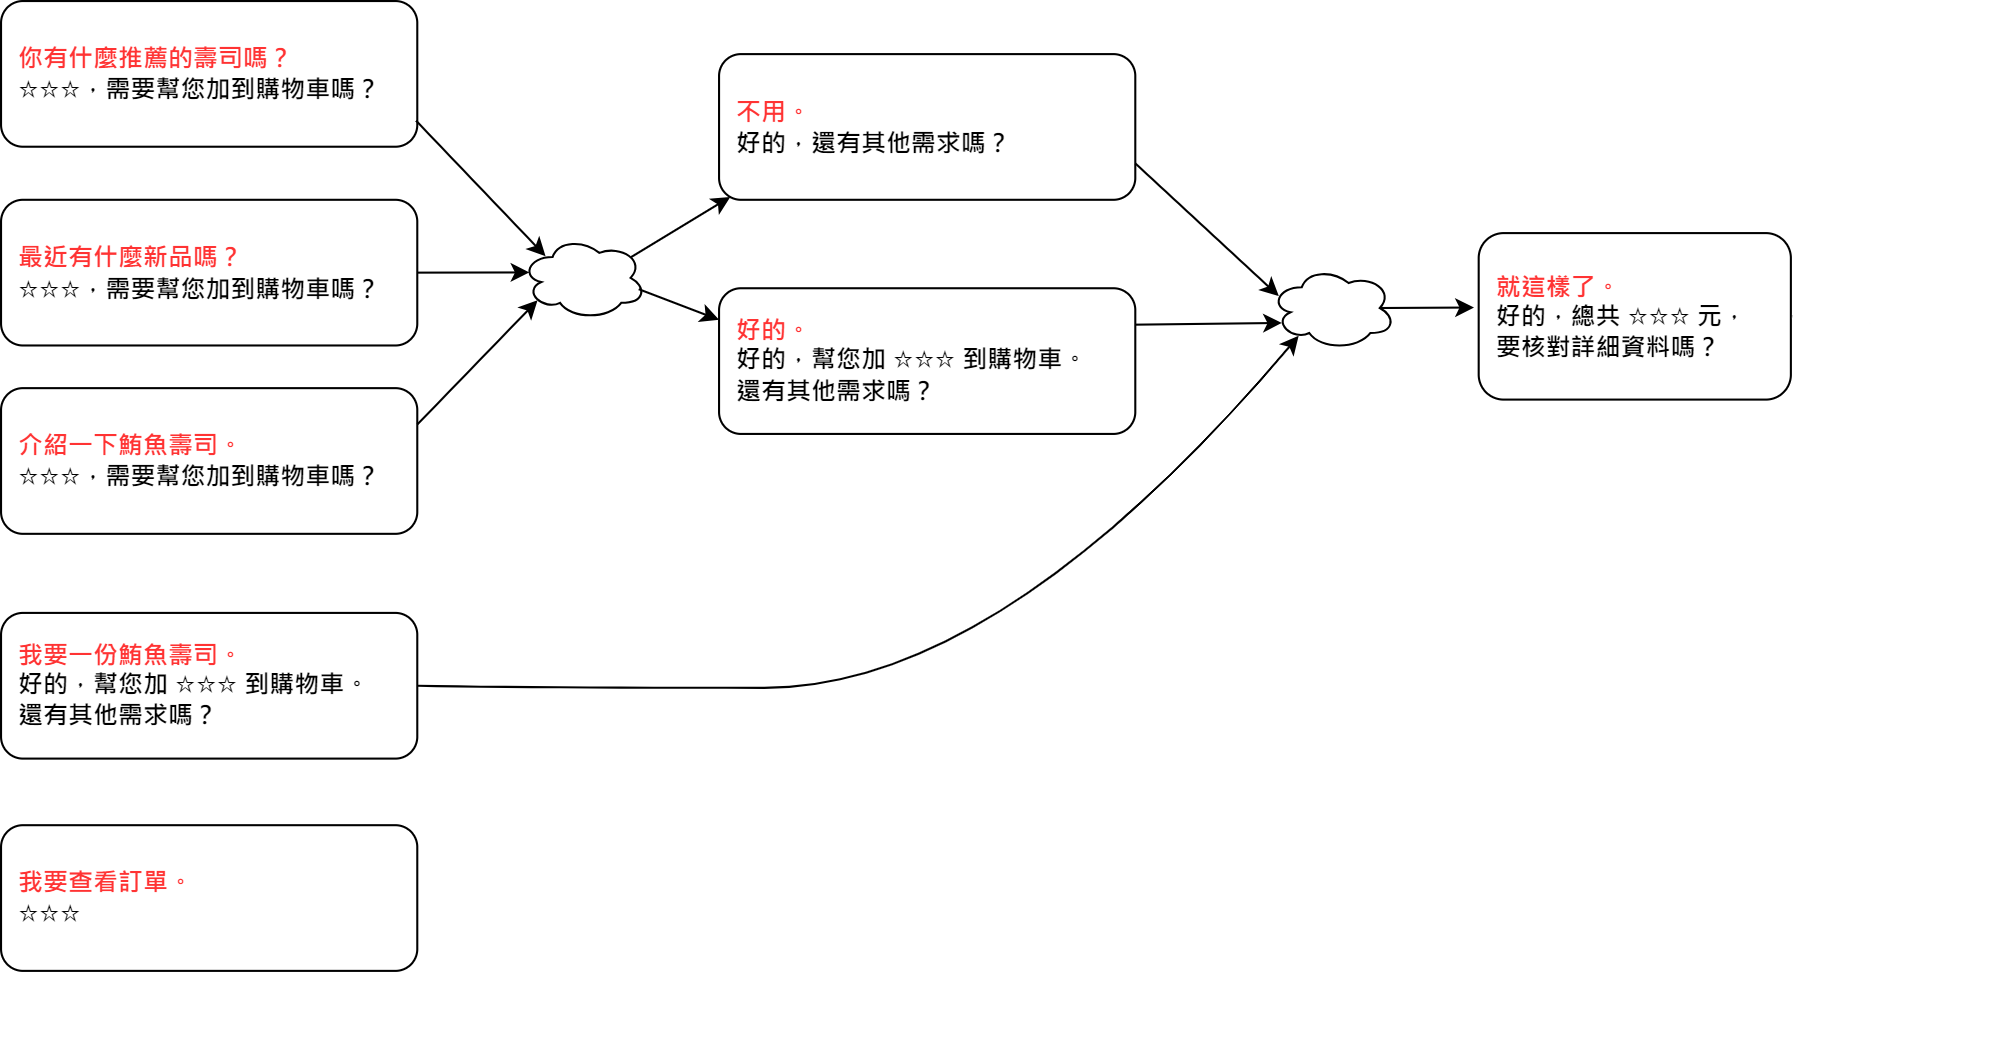 你有什麼推薦的壽司嗎？
☆☆☆，需要幫您加到購物車嗎？
最近有什麼新品嗎？
☆☆☆，需要幫您加到購物車嗎？
介紹一下鮪魚壽司。
☆☆☆，需要幫您加到購物車嗎？
我要一份鮪魚壽司。
好的，幫您加 ☆☆☆ 到購物車。
還有其他需求嗎？
我要查看訂單。
☆☆☆
不用。
好的，還有其他需求嗎？
好的。
好的，幫您加 ☆☆☆ 到購物車。
還有其他需求嗎？
就這樣了。
好的，總共 ☆☆☆ 元，
要核對詳細資料嗎？